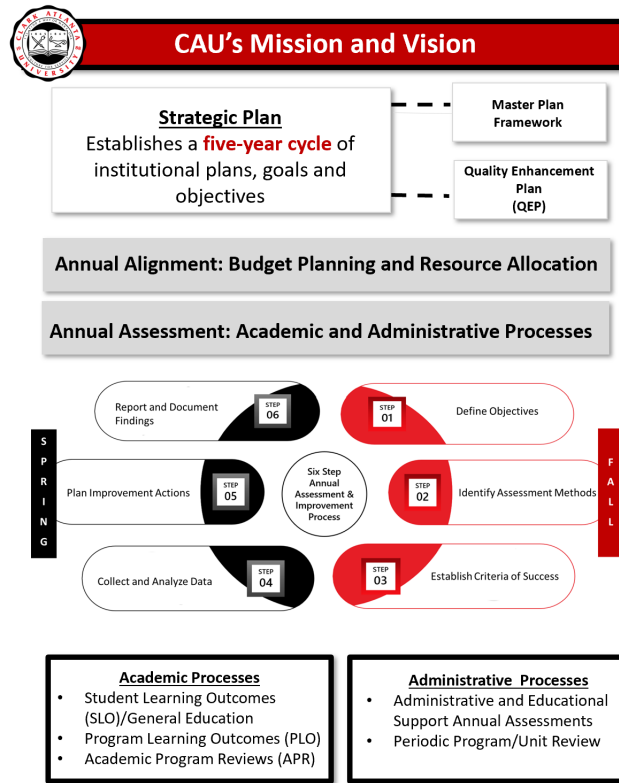 CLARK ATLANTA
UNIVERSITY
CAU’s Mission and Vision
Strategic Plan
Establishes a five-year cycle of
institutional plans, goals and
objectives
Master Plan
Framework
Quality Enhancement
Plan
(QEP)
Annual Alignment: Budget Planning and Resource Allocation
Annual Assessment: Academic and Administrative Processes
SPRING
Report and Document
Findings
STEP
06
Plan Improvement Actions
STEP
05
Collect and Analyze Data
STEP
04
Six Step
Annual
Assessment &
Improvement
Process
STEP
01
Define Objectives
STEP
02
Identify Assessment Methods
STEP
03
Establish Criteria of Success
FALL
Academic Processes
• Student Learning Outcomes
(SLO)/General Education
• Program Learning Outcomes (PLO)
• Academic Program Reviews (APR)
Administrative Processes
• Administrative and Educational
Support Annual Assessments
• Periodic Program/Unit Review